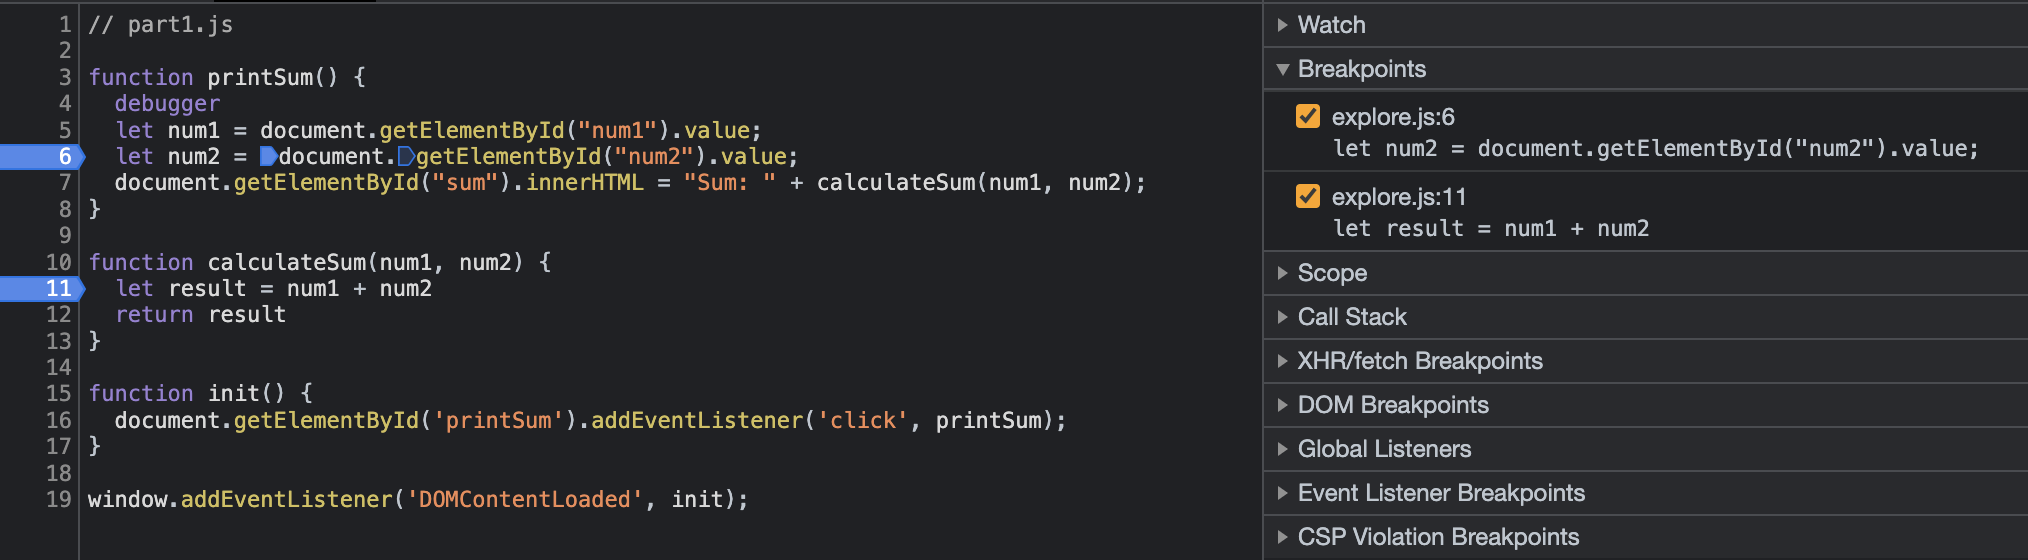 1 // part1.js
2
3 function printSum() {
4   debugger
5   let num1 = document.getElementById("num1").value;
6   let num2 = document.getElementById("num2").value;
7   document.getElementById("sum").innerHTML = "Sum: " + calculateSum(num1, num2);
8 }
9
10 function calculateSum(num1, num2) {
11   let result = num1 + num2
12   return result
13 }
14
15 function init() {
16   document.getElementById('printSum').addEventListener('click', printSum);
17 }
18
19 window.addEventListener('DOMContentLoaded', init);
Watch
Breakpoints
explore.js:6
let num2 = document.getElementById("num2").value;
explore.js:11
let result = num1 + num2
Scope
Call Stack
XHR/fetch Breakpoints
DOM Breakpoints
Global Listeners
Event Listener Breakpoints
CSP Violation Breakpoints